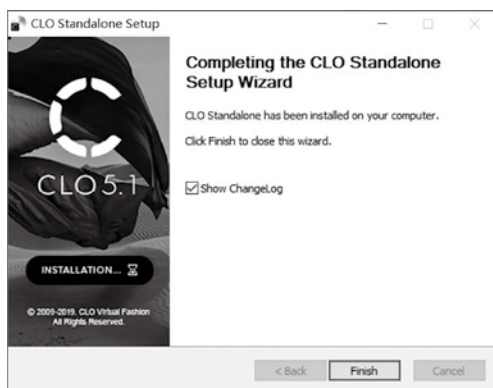 CLO Standalone Setup
Completing the CLO Standalone
Setup Wizard
CLO Standalone has been installed on your computer.
Click Finish to close this wizard.
Show ChangeLog
CLO 5.1
INSTALLATION...
© 2009-2019. CLO Virtual Fashion
All Rights Reserved.
< Back
Finish
Cancel